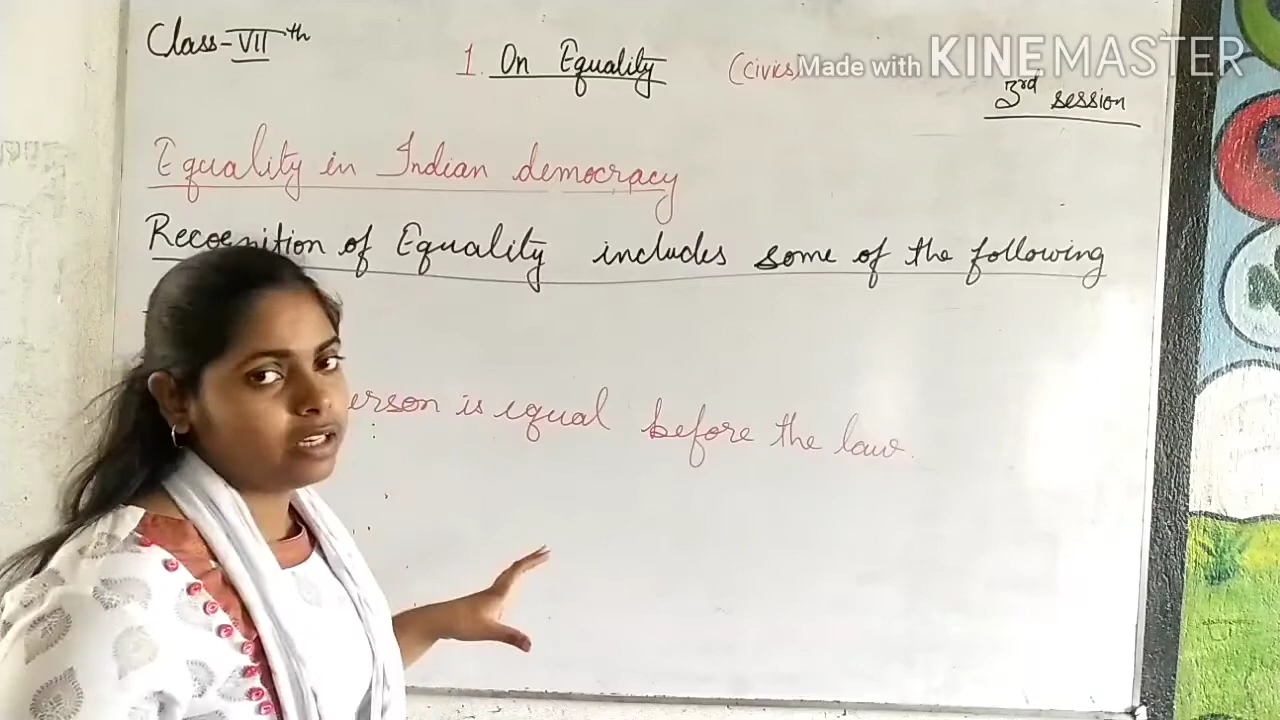 Class-VIIth
1. On Equality (civics)
Made with KINEMASTER
3rd session
Equality in Indian democracy
Recognition of Equality includes some of the following
is equal before the law.